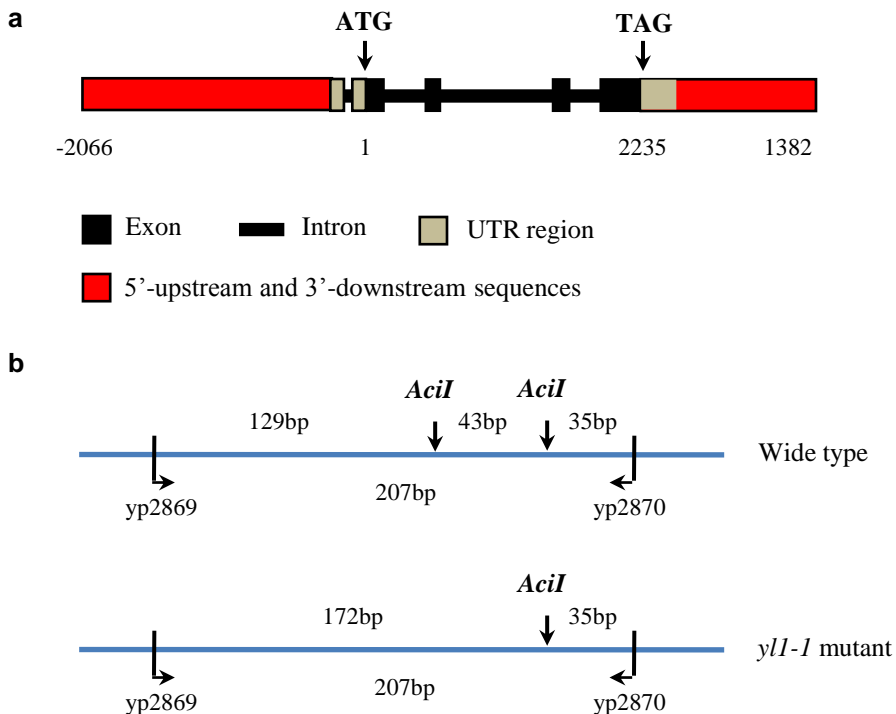 a
ATG TAG
-2066 1 2235 1382
Exon Intron UTR region
5’-upstream and 3’-downstream sequences
b
AciI AciI
129bp 43bp 35bp
Wide type
yp2869 207bp yp2870
AciI
172bp 35bp
yl1-1 mutant
yp2869 207bp yp2870